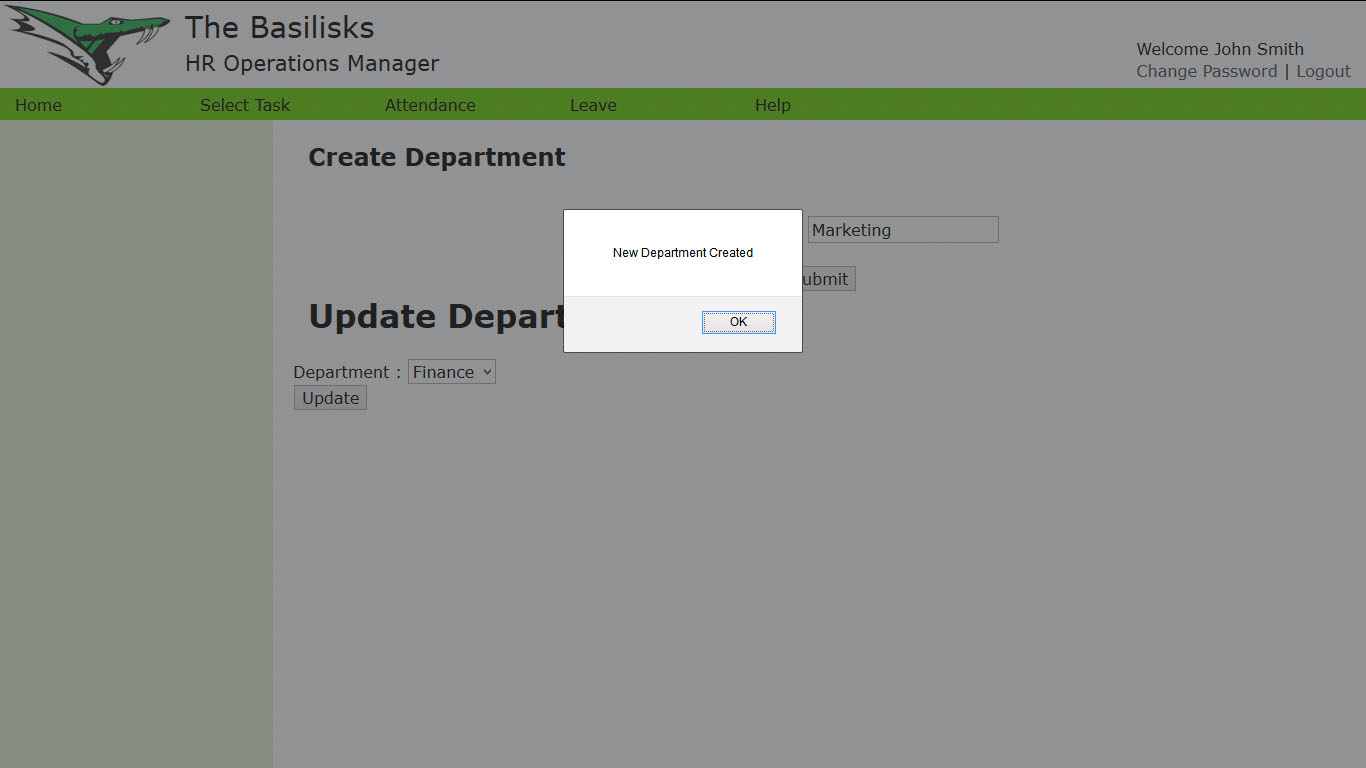 The Basilisks
HR Operations Manager
Welcome John Smith
Change Password | Logout
Home Select Task Attendance Leave Help
Create Department
Marketing
New Department Created
ubmit
Update Depart
OK
Department : Finance
Update